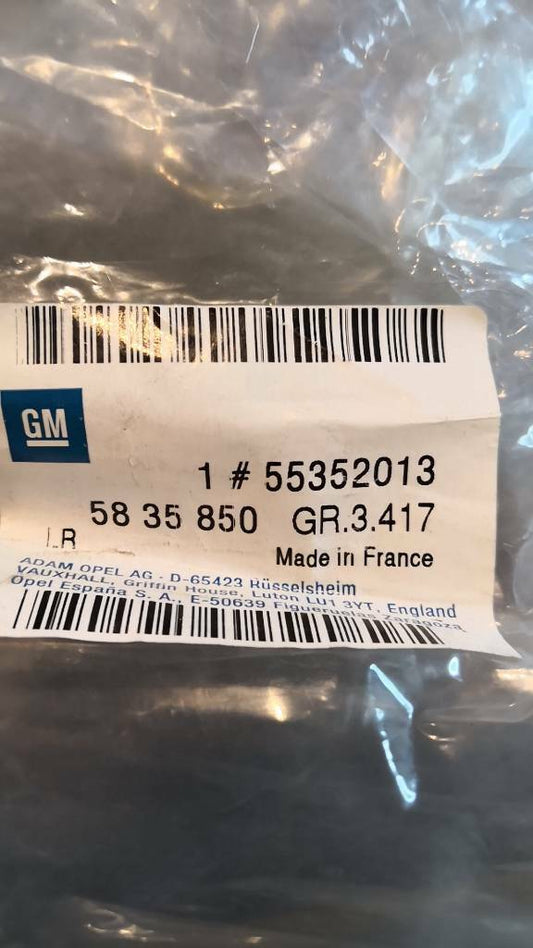 GM
1 # 55352013
58 35 850 GR.3.417
LR
Made in France
ADAM OPEL AG · D-65423 Rüsselsheim
VAUXHALL, Griffin House, Luton LU1 3YT, England
Opel España S. A., E-50639 Figueruelas-Zaragoza